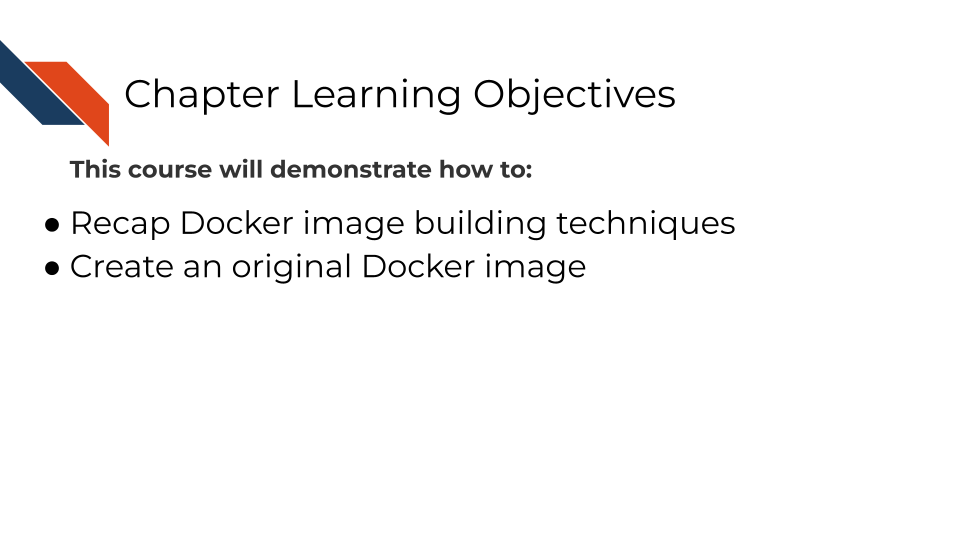 Chapter Learning Objectives
This course will demonstrate how to:
● Recap Docker image building techniques
● Create an original Docker image